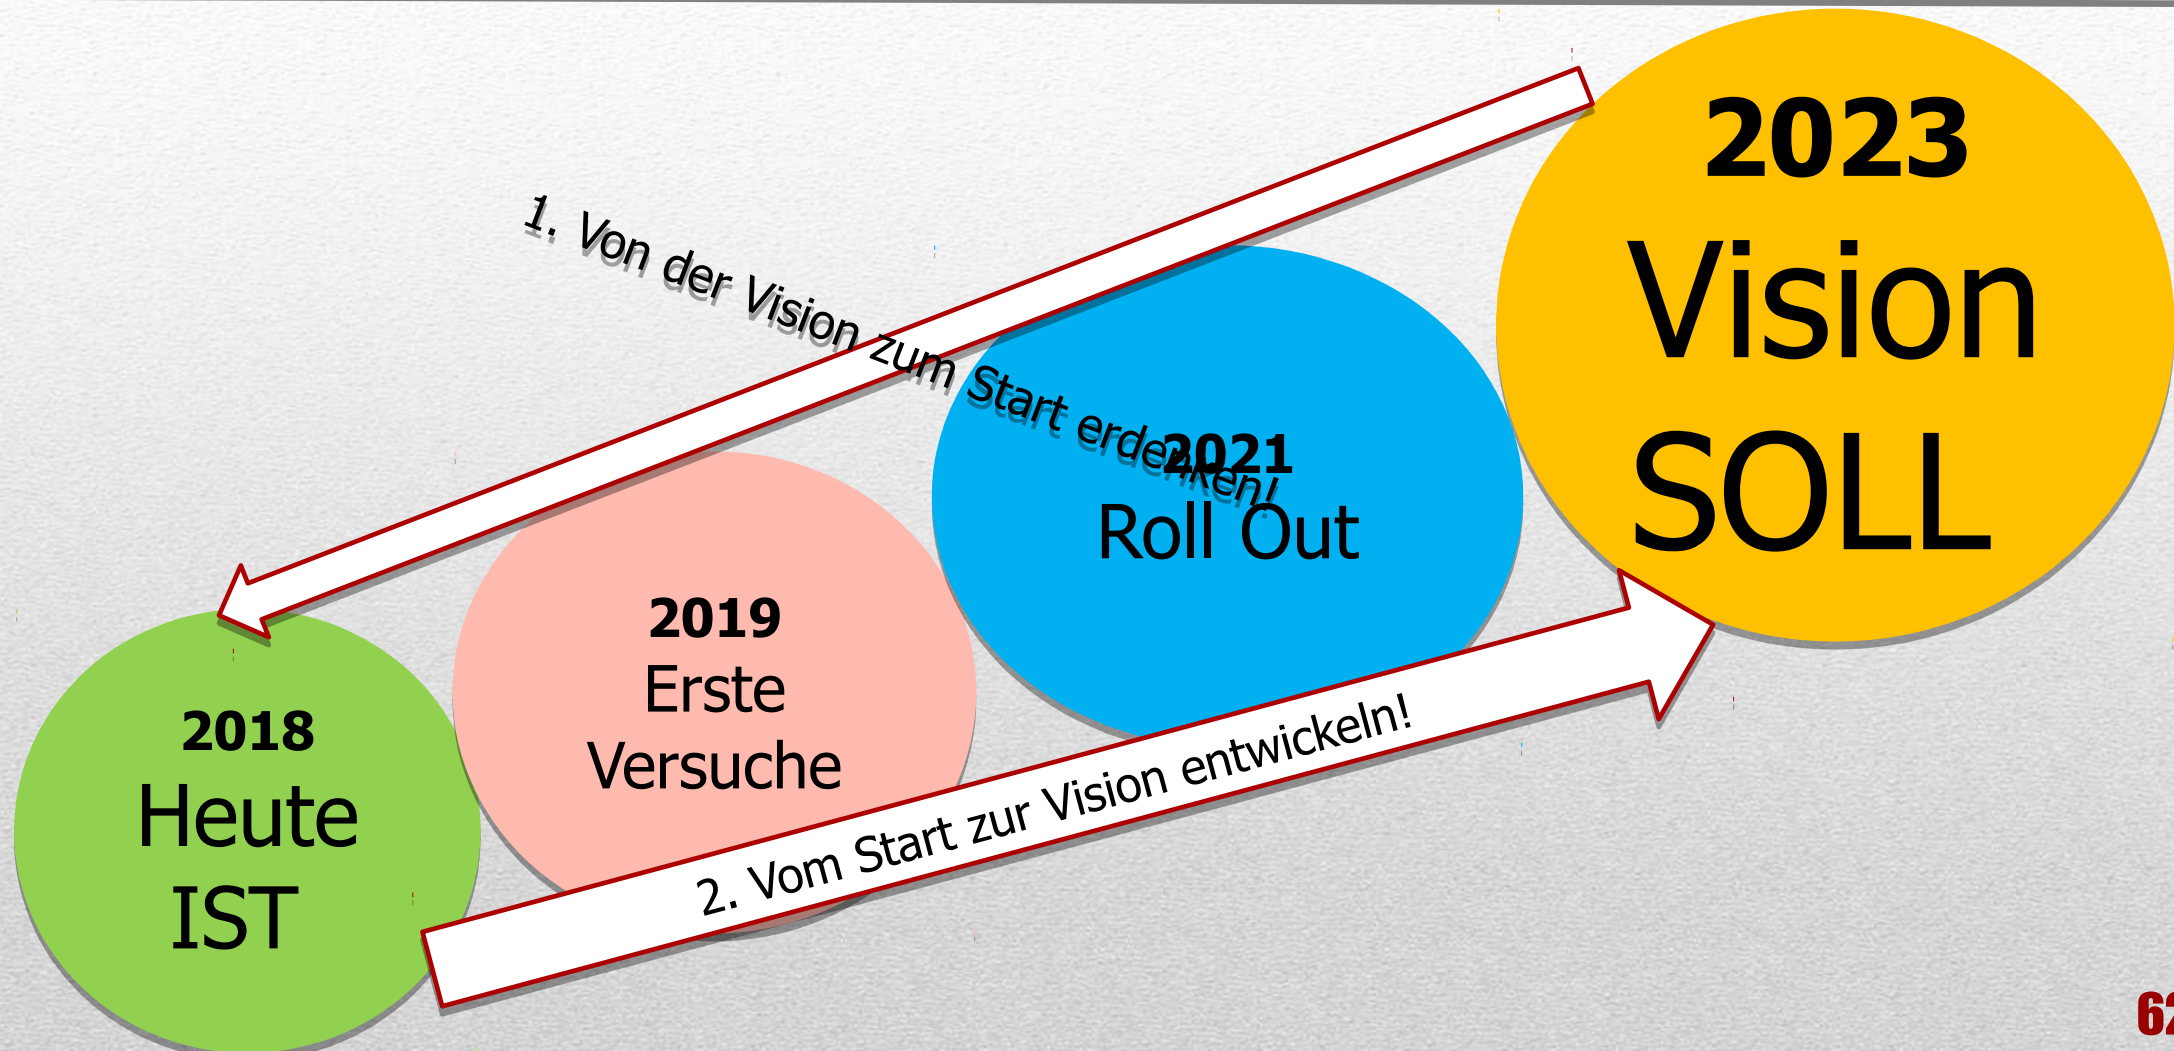 2023
Vision
SOLL
1. Von der Vision zum Start erdenken!
2021
Roll Out
2019
Erste
Versuche
2018
Heute
IST
2. Vom Start zur Vision entwickeln!
62